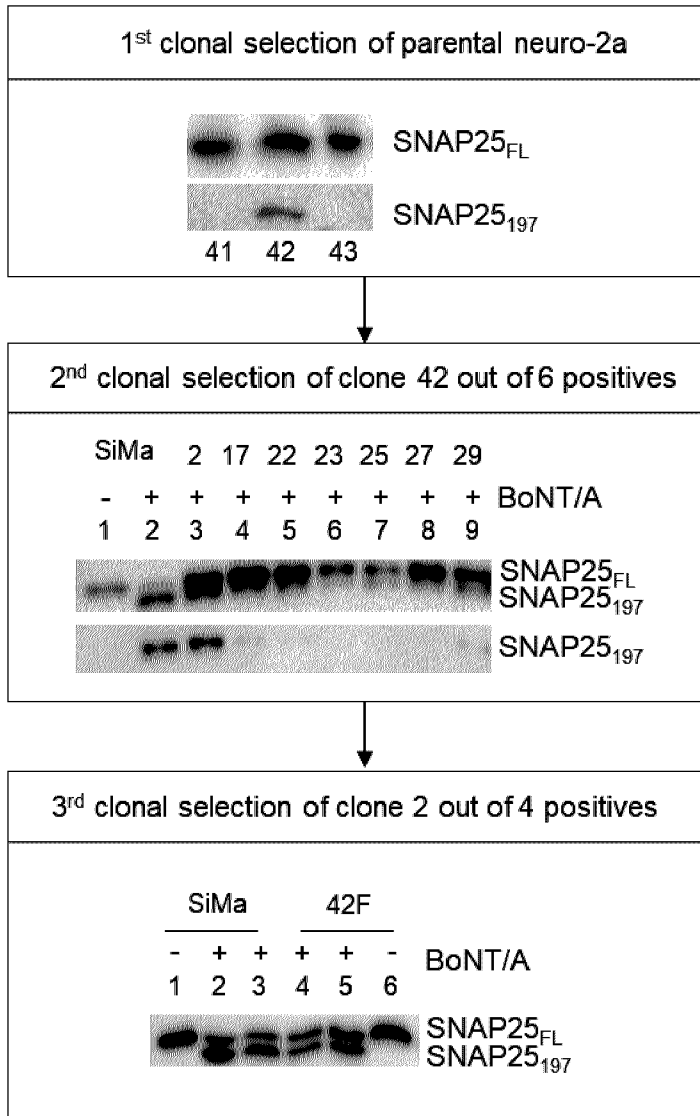 1st clonal selection of parental neuro-2a
SNAP25FL
SNAP25197
41 42 43
2nd clonal selection of clone 42 out of 6 positives
SiMa 2 17 22 23 25 27 29
- + + + + + + + + BoNT/A
1 2 3 4 5 6 7 8 9
SNAP25FL
SNAP25197
SNAP25197
3rd clonal selection of clone 2 out of 4 positives
SiMa 42F
- + + + + - BoNT/A
1 2 3 4 5 6
SNAP25FL
SNAP25197